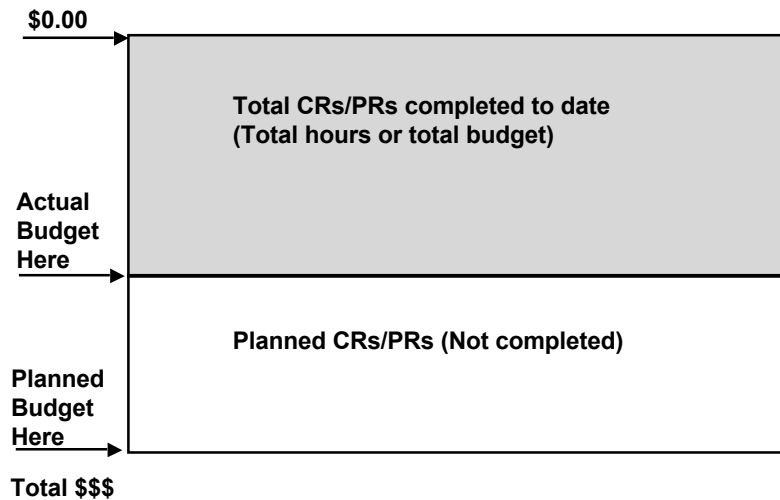 $0.00
Total CRs/PRs completed to date
(Total hours or total budget)
Actual
Budget
Here
Planned CRs/PRs (Not completed)
Planned
Budget
Here
Total $$$